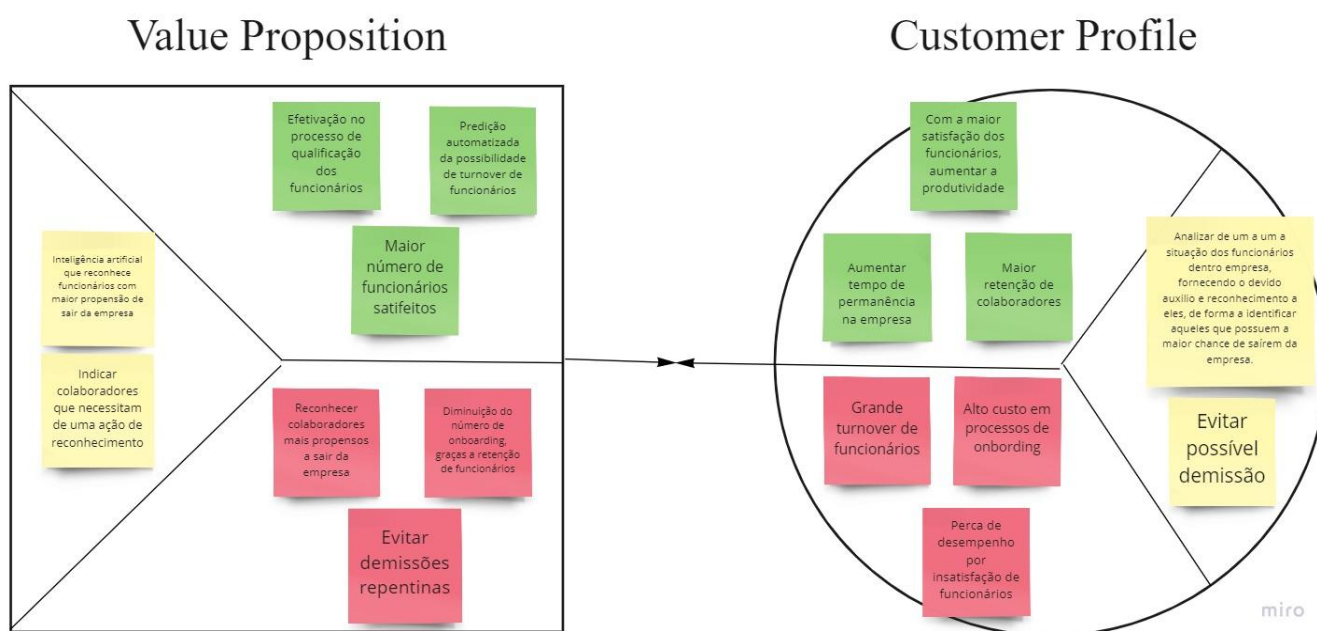 Value Proposition
Customer Profile
Efetivação no
processo de
qualificação
dos
funcionários
Predição
automatizada
da possibilidade
de turnover de
funcionários
Maior
número de
funcionários
satifeitos
Inteligência artificial
que reconhece
funcionários com
maior propensão de
sair da empresa
Indicar
colaboradores
que necessitam
de uma ação de
reconhecimento
Reconhecer
colaboradores
mais propensos
a sair da
empresa
Diminuição do
número de
onboarding,
graças a retenção
de funcionários
Evitar
demissões
repentinas
Com a maior
satisfação dos
funcionários,
aumentar a
produtividade
Aumentar
tempo de
permanência
na empresa
Maior
retenção de
colaboradores
Grande
turnover de
funcionários
Alto custo em
processos de
onbording
Perca de
desempenho
por
insatisfação de
funcionários
Analizar de um a um a
situação dos funcionários
dentro empresa,
fornecendo o devido
auxilio e reconhecimento a
eles, de forma a identificar
aqueles que possuem a
maior chance de saírem da
empresa.
Evitar
possível
demissão
miro